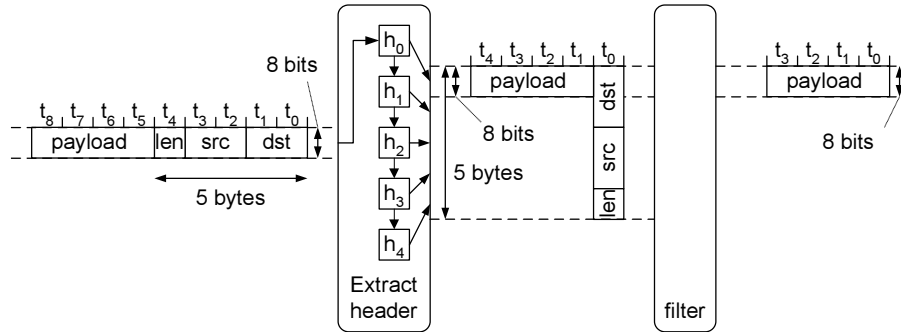 8 bits
t8 t7 t6 t5 t4 t3 t2 t1 t0
payload len src dst
5 bytes
h0
h1
h2
h3
h4
Extract
header
t4 t3 t2 t1 t0
payload
dst
src
len
8 bits
5 bytes
filter
t3 t2 t1 t0
payload
8 bits